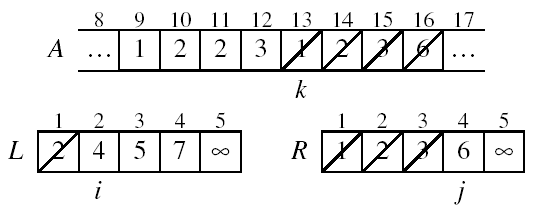 8 9 10 11 12 13 14 15 16 17
A … 1 2 2 3 1 2 3 6 …
k
1 2 3 4 5
L 2 4 5 7 ∞
i
1 2 3 4 5
R 1 2 3 6 ∞
j